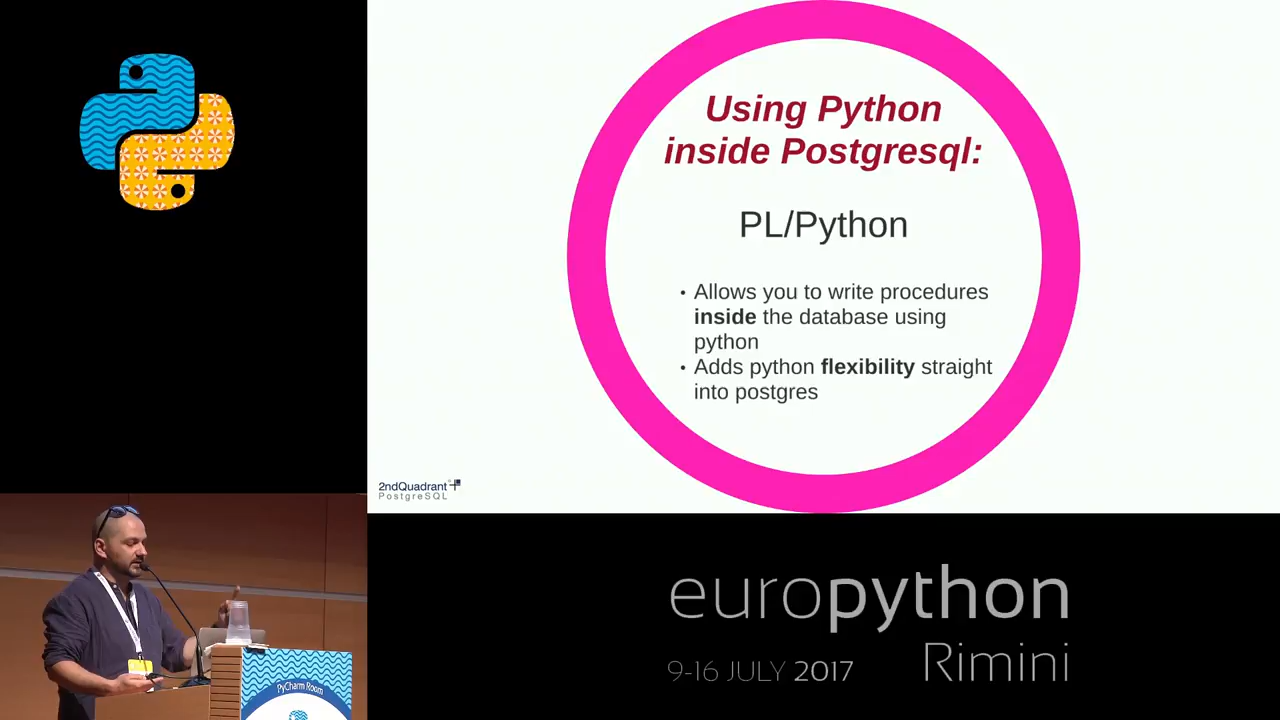 Using Python
inside Postgresql:
PL/Python
• Allows you to write procedures
inside the database using
python
• Adds python flexibility straight
into postgres
2ndQuadrant
PostgreSQL
PyCharm Room
europython
Rimini
9-16 JULY 2017